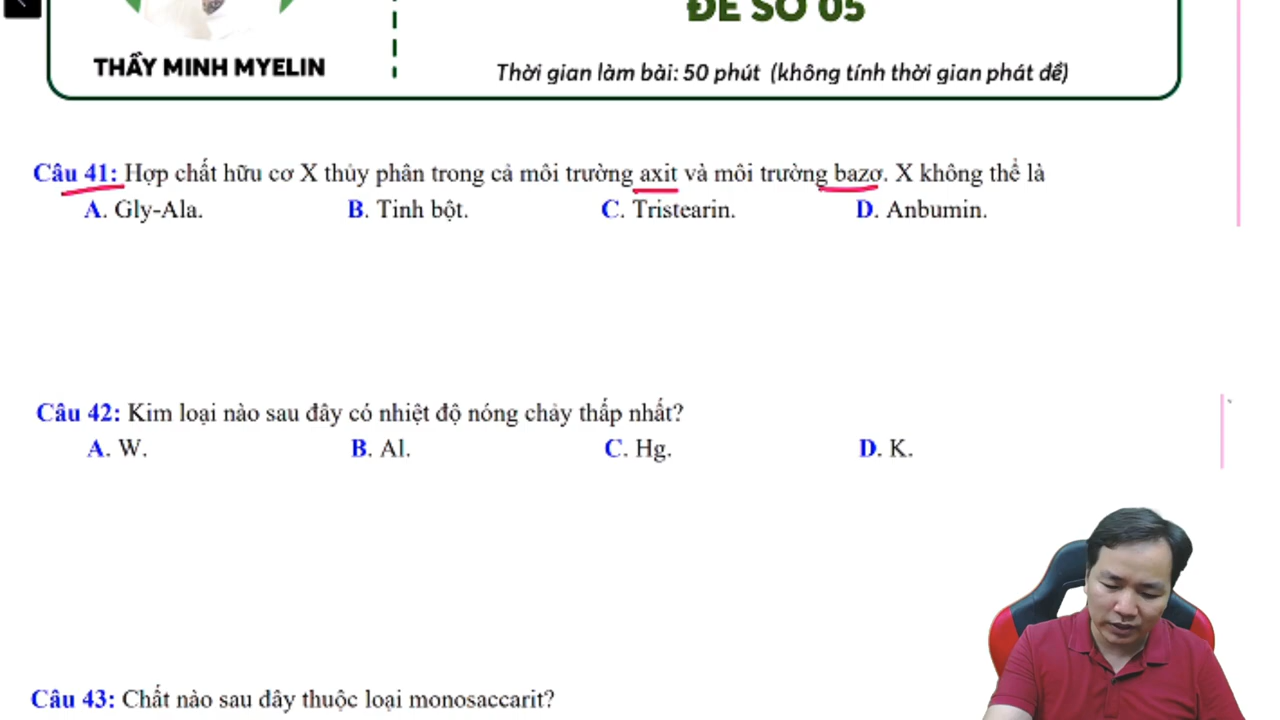 ĐỀ SỐ 05
THẦY MINH MYELIN
Thời gian làm bài: 50 phút (không tính thời gian phát đề)
Câu 41: Hợp chất hữu cơ X thủy phân trong cả môi trường axit và môi trường bazơ. X không thể là
A. Gly-Ala. B. Tinh bột. C. Tristearin. D. Anbumin.
Câu 42: Kim loại nào sau đây có nhiệt độ nóng chảy thấp nhất?
A. W. B. Al. C. Hg. D. K.
Câu 43: Chất nào sau đây thuộc loại monosaccarit?